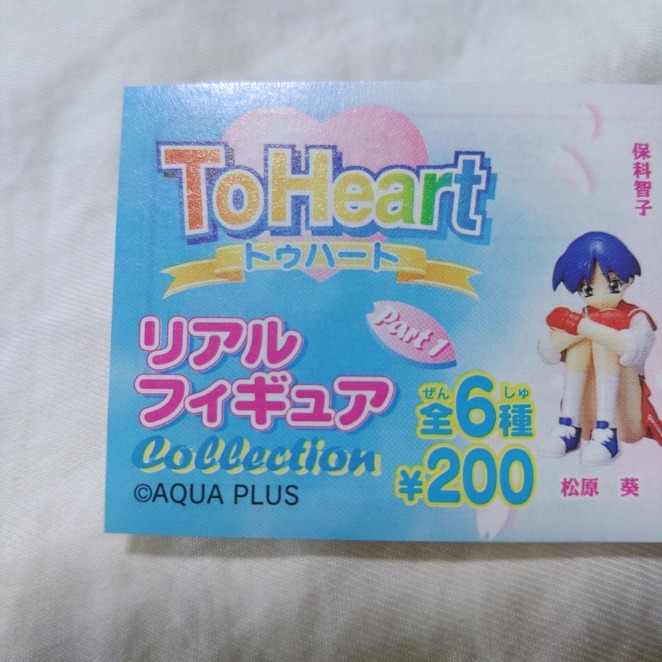 ToHeart
トゥハート
リアル
フィギュア
Collection
Part 1
ぜん しゅ
全6種
¥200
©AQUA PLUS
保科智子
松原 葵